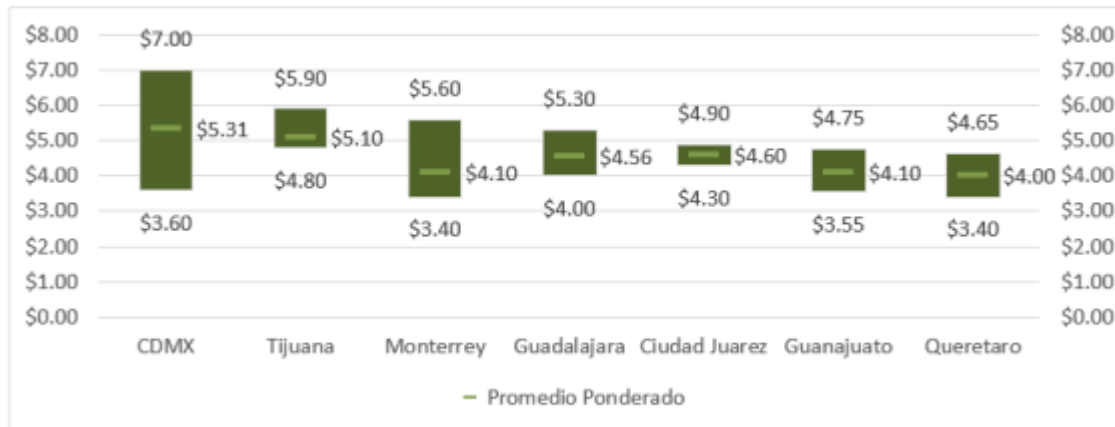 $8.00 $7.00 $8.00
$7.00 $5.90 $5.60 $5.30 $4.90 $4.75 $4.65 $7.00
$6.00 $6.00
$5.00 $5.31 $5.10 $4.10 $4.56 $4.60 $4.10 $4.00 $5.00
$4.00 $4.80 $4.00
$3.00 $3.60 $3.40 $4.00 $4.30 $3.55 $3.40 $3.00
$2.00 $2.00
$1.00 $1.00
$0.00 $0.00
CDMX Tijuana Monterrey Guadalajara Ciudad Juarez Guanajuato Queretaro
Promedio Ponderado